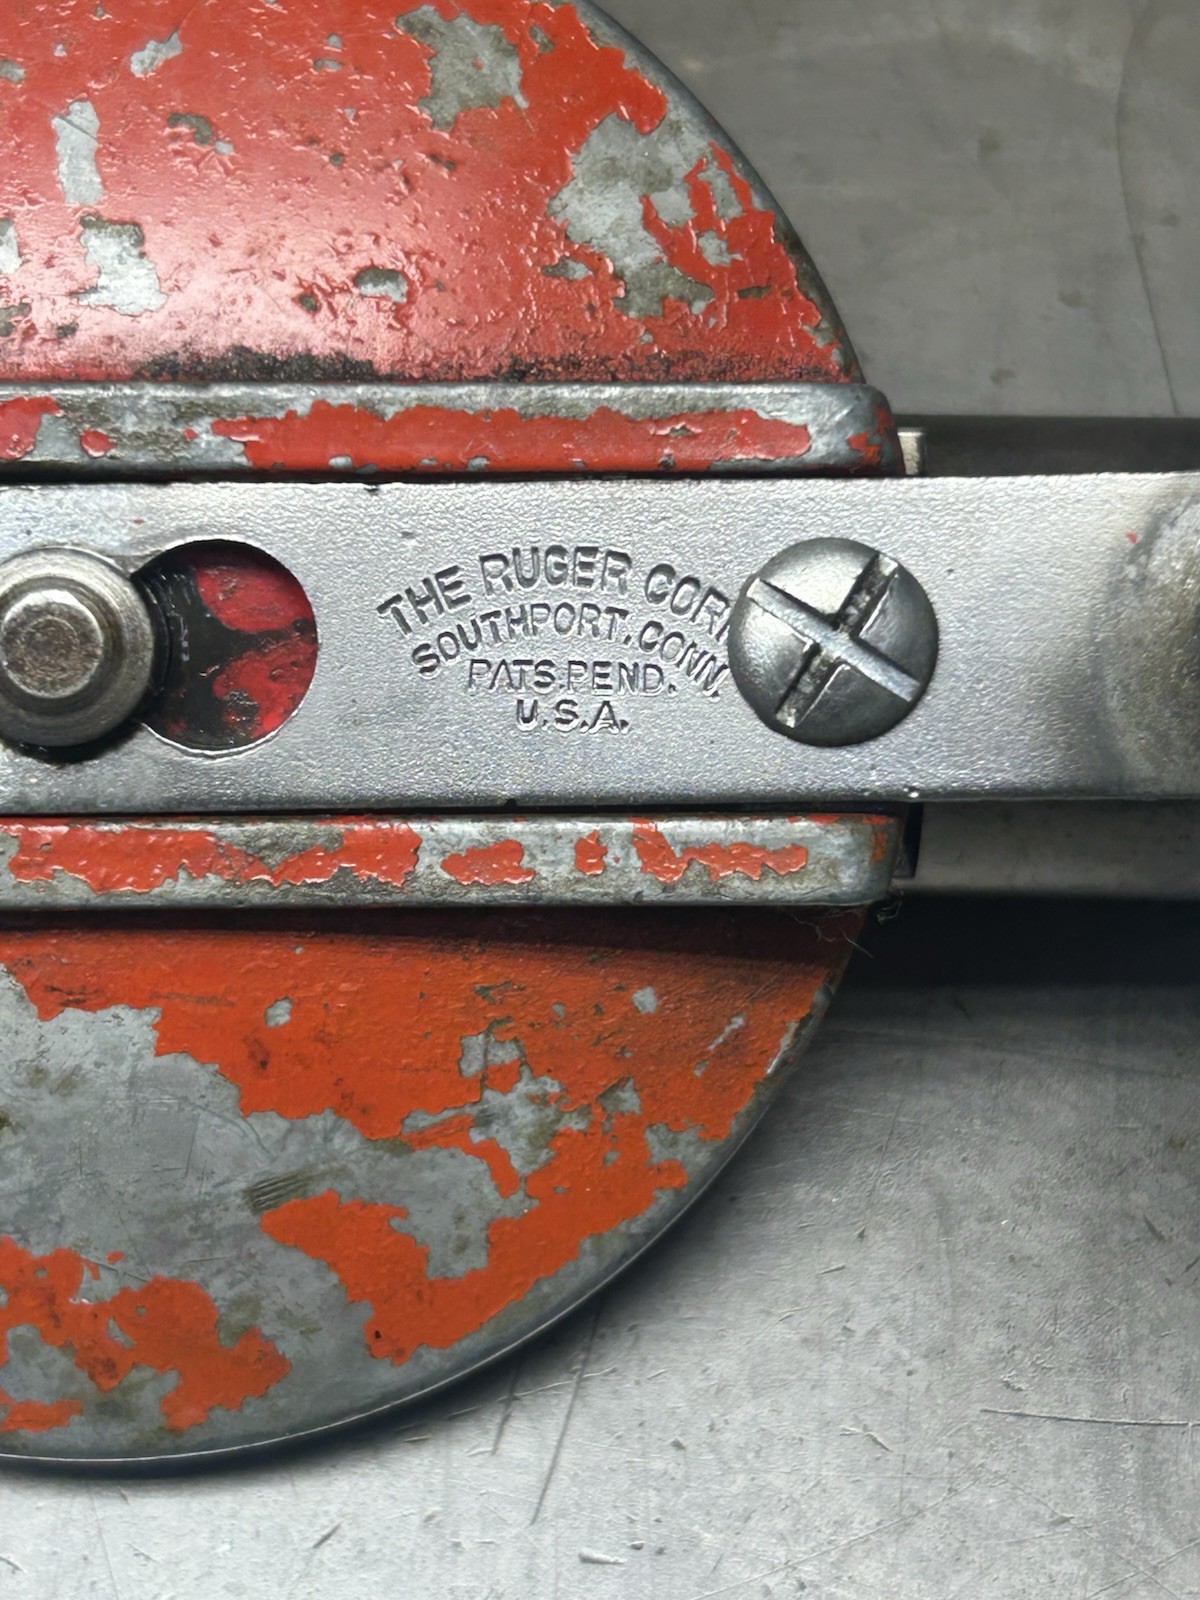 THE RUGER COR
SOUTHPORT. CONN.
PATS. PEND.
U.S.A.